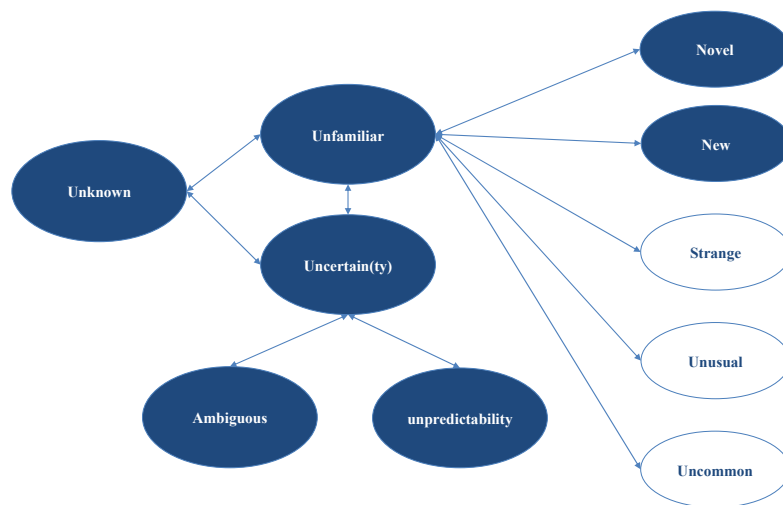 Novel
Unfamiliar
New
Unknown
Strange
Uncertain(ty)
Unusual
Ambiguous
unpredictability
Uncommon